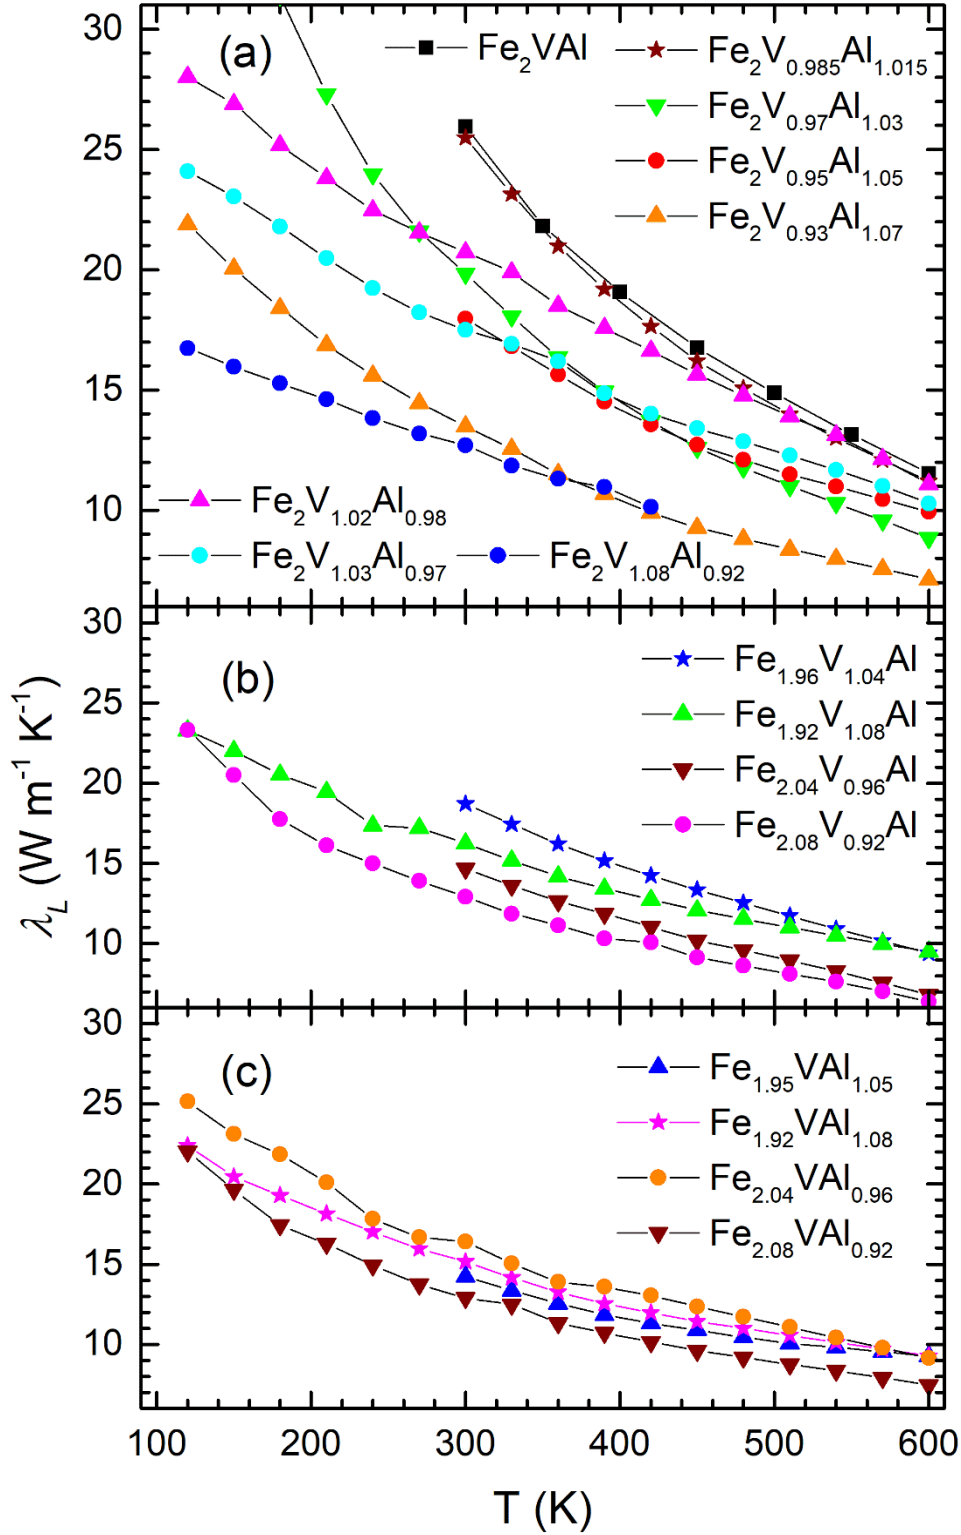 30
25
20
15
10
(a)
Fe₂VAl
Fe₂V₀.₉₈₅Al₁.₀₁₅
Fe₂V₀.₉₇Al₁.₀₃
Fe₂V₀.₉₅Al₁.₀₅
Fe₂V₀.₉₃Al₁.₀₇
Fe₂V₁.₀₂Al₀.₉₈
Fe₂V₁.₀₃Al₀.₉₇
Fe₂V₁.₀₈Al₀.₉₂
λL (W m⁻¹ K⁻¹)
30
25
20
15
10
(b)
Fe₁.₉₆V₁.₀₄Al
Fe₁.₉₂V₁.₀₈Al
Fe₂.₀₄V₀.₉₆Al
Fe₂.₀₈V₀.₉₂Al
30
25
20
15
10
(c)
Fe₁.₉₅VAl₁.₀₅
Fe₁.₉₂VAl₁.₀₈
Fe₂.₀₄VAl₀.₉₆
Fe₂.₀₈VAl₀.₉₂
100 200 300 400 500 600
T (K)